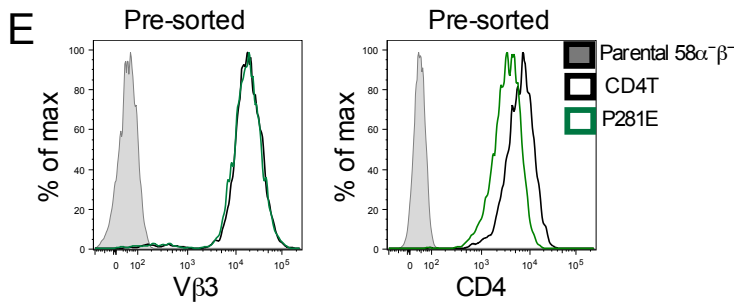 E
Pre-sorted
% of max
100
80
60
40
20
0
0 10² 10³ 10⁴ 10⁵
Vβ3
Pre-sorted
% of max
100
80
60
40
20
0
0 10² 10³ 10⁴ 10⁵
CD4
Parental 58α⁻β⁻
CD4T
P281E